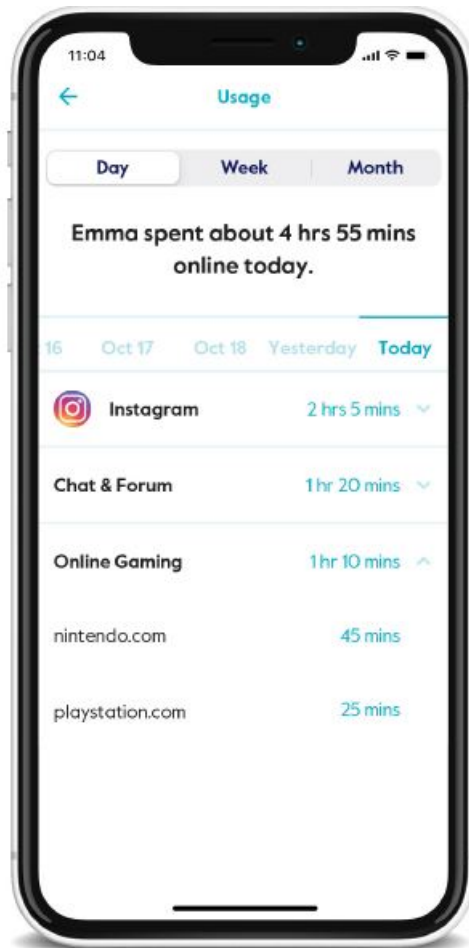 11:04
Usage
Day Week Month
Emma spent about 4 hrs 55 mins
online today.
16 Oct 17 Oct 18 Yesterday Today
Instagram 2 hrs 5 mins
Chat & Forum 1 hr 20 mins
Online Gaming 1 hr 10 mins
nintendo.com 45 mins
playstation.com 25 mins